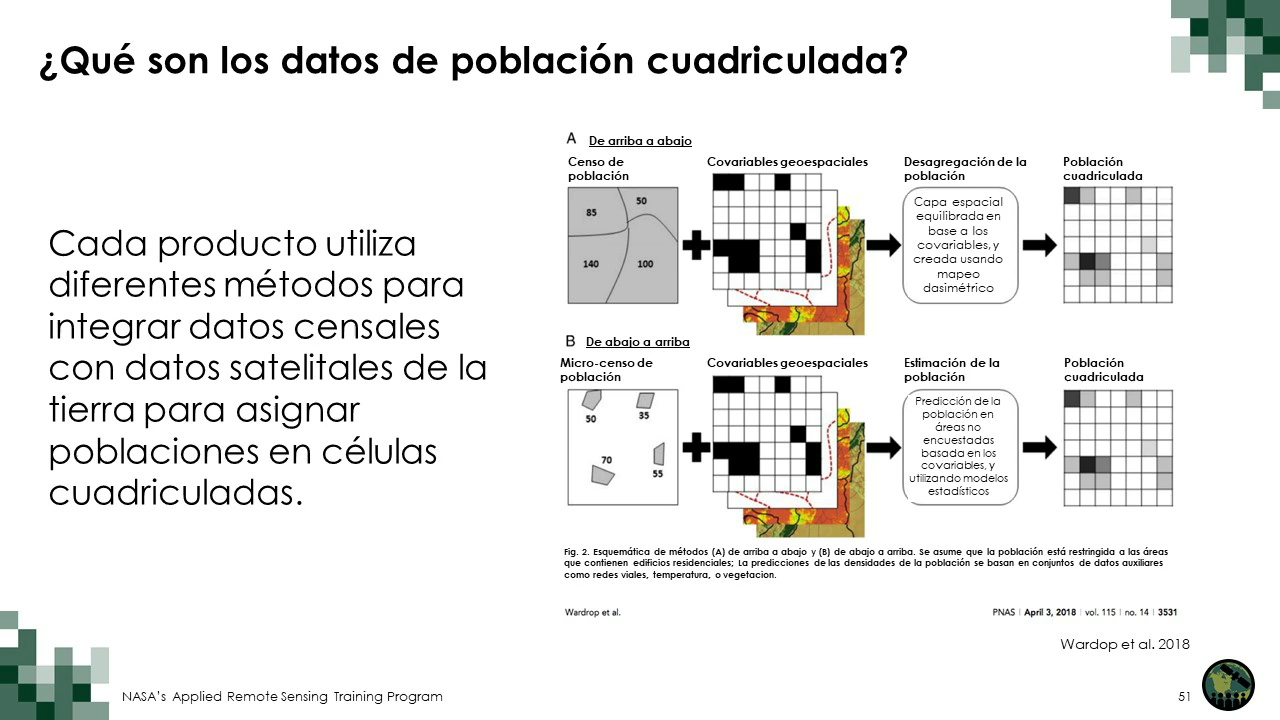 ¿Qué son los datos de población cuadriculada?
Cada producto utiliza
diferentes métodos para
integrar datos censales
con datos satelitales de la
tierra para asignar
poblaciones en células
cuadriculadas.
A De arriba a abajo
Censo de
población
Covariables geoespaciales
Desagregación de la
población
Población
cuadriculada
85
50
140
100
Capa espacial
equilibrada en
base a los
covariables, y
creada usando
mapeo
dasimétrico
B De abajo a arriba
Micro-censo de
población
Covariables geoespaciales
Estimación de la
población
Población
cuadriculada
50
35
70
55
Predicción de la
población en
áreas no
encuestadas
basada en los
covariables, y
utilizando modelos
estadísticos
Fig. 2. Esquemática de métodos (A) de arriba a abajo y (B) de abajo a arriba. Se asume que la población está restringida a las áreas
que contienen edificios residenciales; La predicciones de las densidades de la población se basan en conjuntos de datos auxiliares
como redes viales, temperatura, o vegetacion.
Wardrop et al.
PNAS | April 3, 2018 | vol. 115 | no. 14 | 3531
Wardop et al. 2018
NASA's Applied Remote Sensing Training Program
51